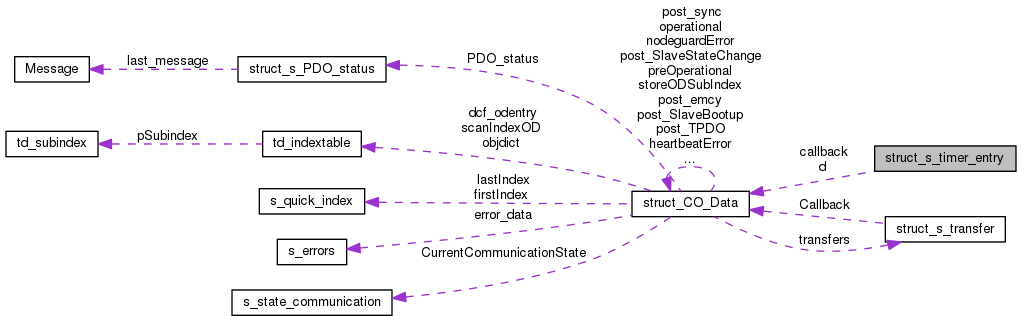 post_sync
operational
nodeguardError
post_SlaveStateChange
preOperational
storeODSubIndex
post_emcy
post_SlaveBootup
post_TPDO
heartbeatError
...
PDO_status
last_message
Message
struct_s_PDO_status
dcf_odentry
scanIndexOD
objdict
pSubindex
td_subindex
td_indextable
callback
d
struct_s_timer_entry
lastIndex
firstIndex
s_quick_index
struct_CO_Data
Callback
struct_s_transfer
error_data
transfers
s_errors
CurrentCommunicationState
s_state_communication